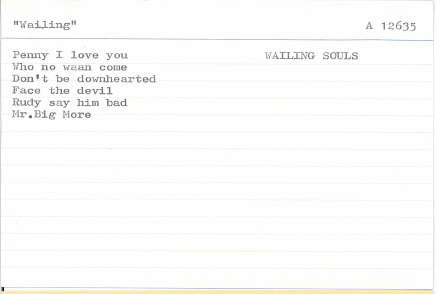 "Wailing" A 12635
Penny I love you WAILING SOULS
Who no waan come
Don't be downhearted
Face the devil
Rudy say him bad
Mr.Big More